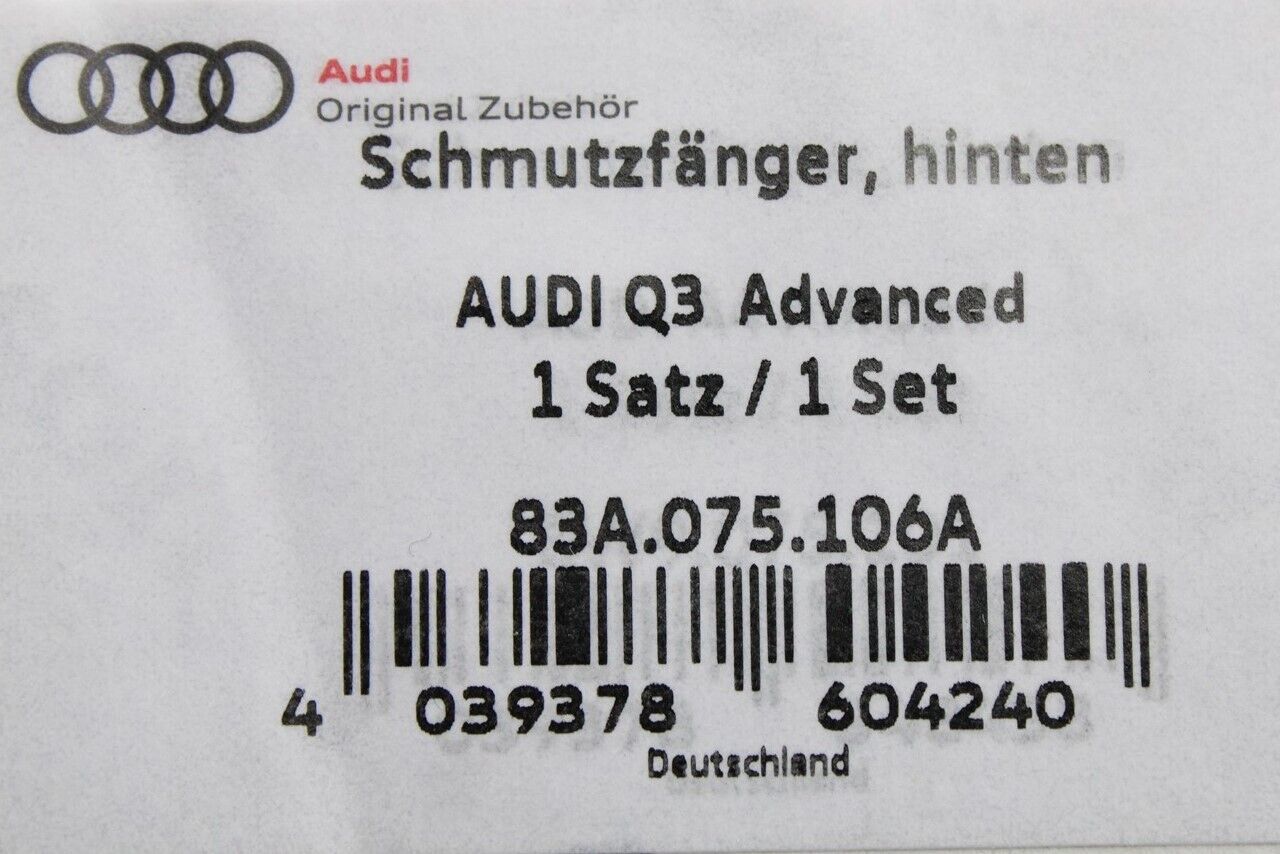 Audi
Original Zubehör
Schmutzfänger, hinten
AUDI Q3 Advanced
1 Satz / 1 Set
83A.075.106A
4 039378 604240
Deutschland